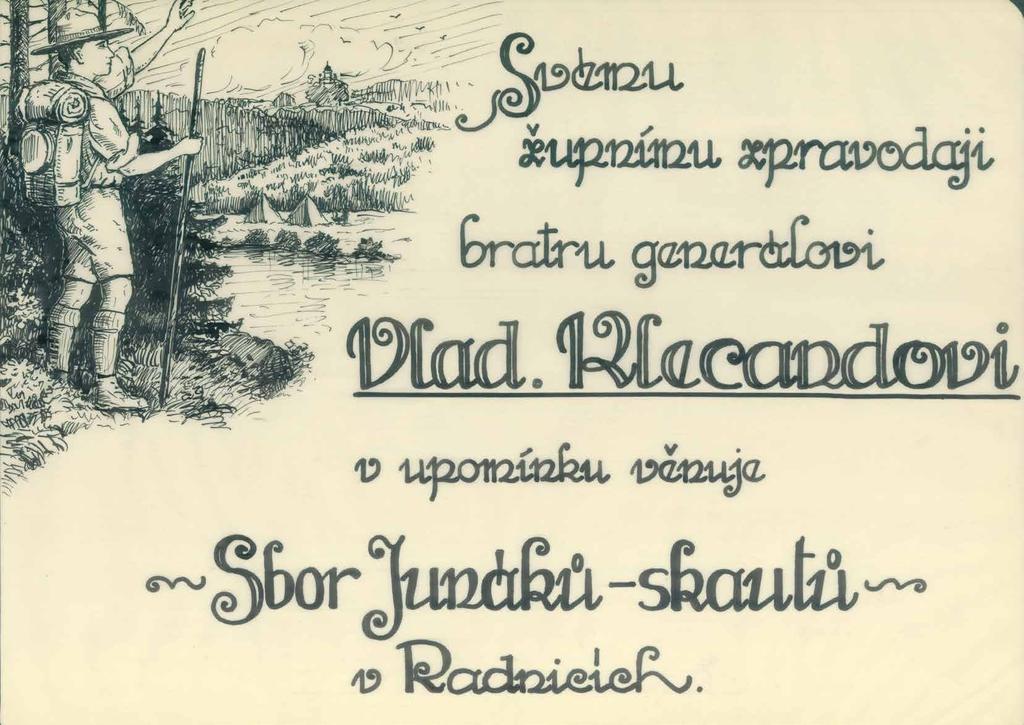 Svému
župnímu zpravodaji
bratru generálovi
Vlad. Klecandovi
v upomínku věnuje
~Sbor Junáků-skautů~
v Radnicích.